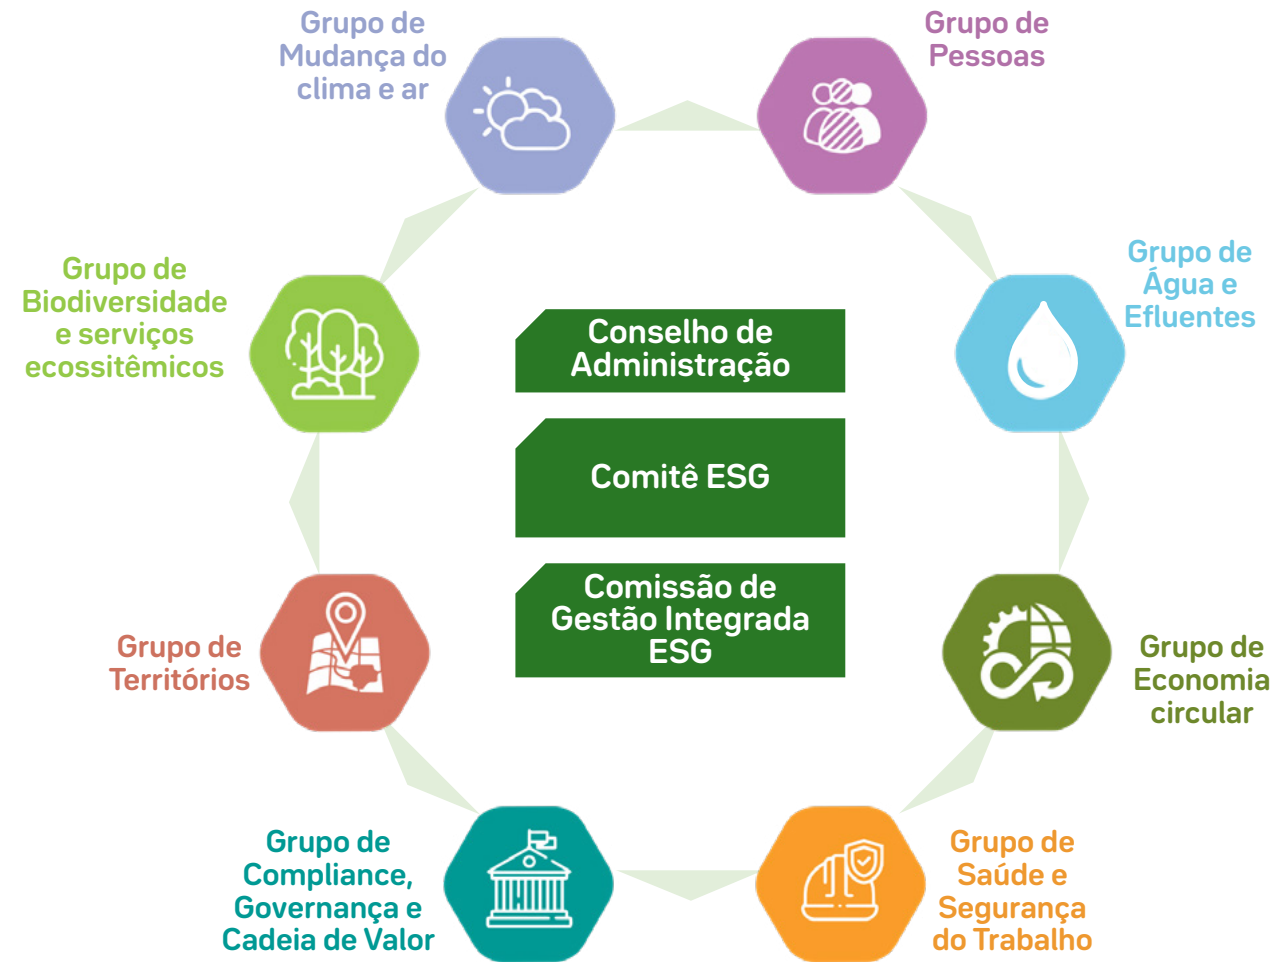 Grupo de
Mudança do
clima e ar
Grupo de
Pessoas
Grupo de
Água e
Efluentes
Grupo de
Biodiversidade
e serviços
ecossitêmicos
Conselho de
Administração
Comitê ESG
Comissão de
Gestão Integrada
ESG
Grupo de
Territórios
Grupo de
Economia
circular
Grupo de
Compliance,
Governança e
Cadeia de Valor
Grupo de
Saúde e
Segurança
do Trabalho